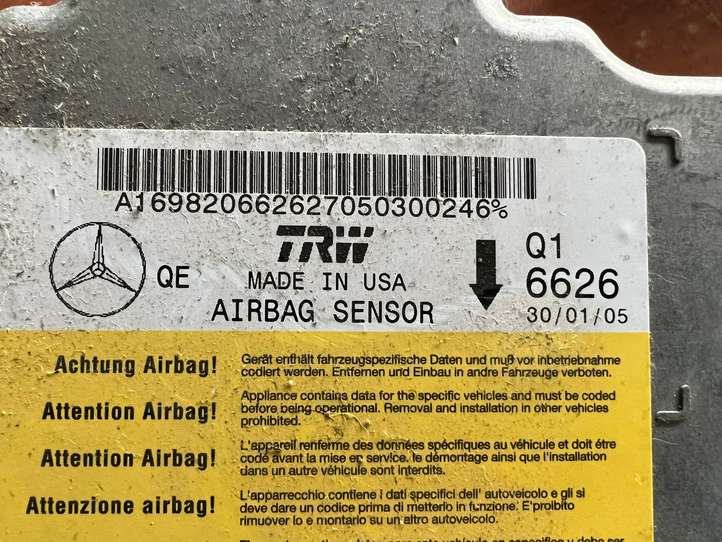 A169820662627050300246%
TRW
Q1
QE
MADE IN USA
6626
AIRBAG SENSOR
30/01/05
Achtung Airbag!
Gerät enthält fahrzeugspezifische Daten und muß vor inbetriebnahme
codiert werden. Entfernen und Einbau in andre Fahrzeuge verboten.
Attention Airbag!
Appliance contains data for the specific vehicles and must be coded
before being operational. Removal and installation in other vehicles
prohibited.
Attention Airbag!
L'appareil renferme des données spécifiques au véhicule et doit étré
codé avant la mise en service. le démontage ainsi que l'installation
dans un autre véhicule sont interdits.
Attenzione airbag!
L'apparrecchio contiene i dati specifici dell' autoveicolo e gli si
deve dare un codice prima di metterlo in funzione. E'proibito
rimuovere lo e montario su un altro autoveicolo.